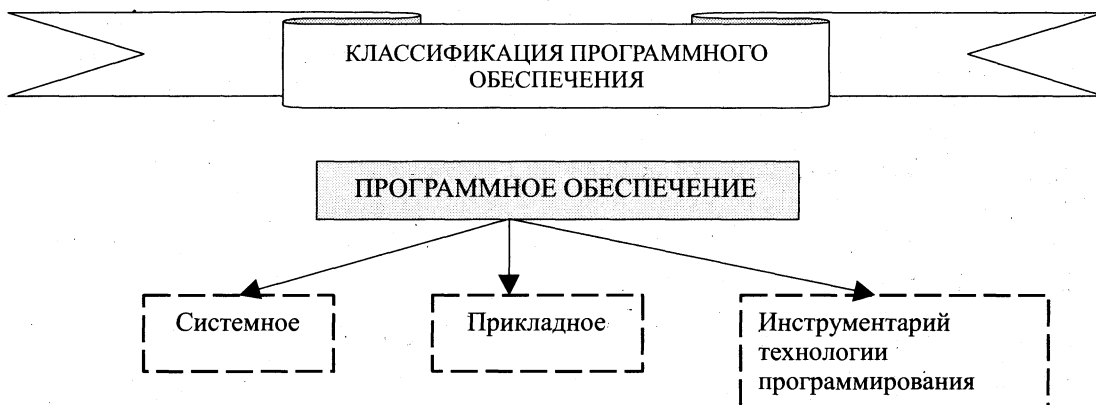 КЛАССИФИКАЦИЯ ПРОГРАММНОГО
ОБЕСПЕЧЕНИЯ
ПРОГРАММНОЕ ОБЕСПЕЧЕНИЕ
Системное
Прикладное
Инструментарий
технологии
программирования